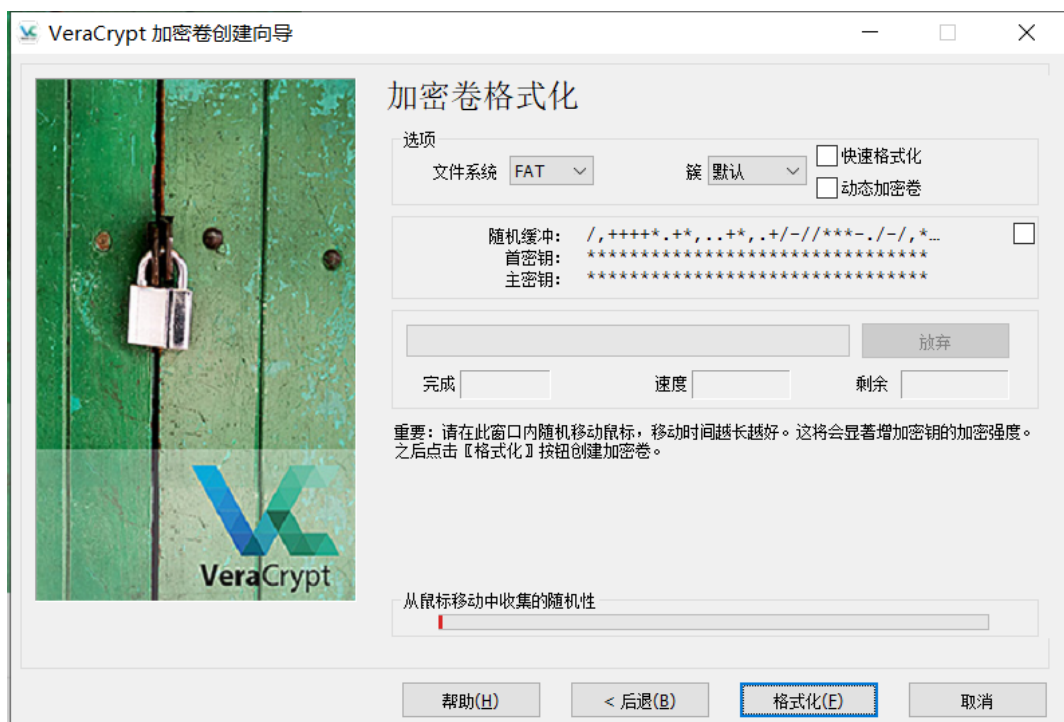 VeraCrypt 加密卷创建向导
加密卷格式化
选项
文件系统 FAT 簇 默认 快速格式化
动态加密卷
随机缓冲: /,++++*.+*,..+*,.+/-//***-./-/,*…
首密钥: ********************************
主密钥: ********************************
放弃
完成 速度 剩余
重要: 请在此窗口内随机移动鼠标，移动时间越长越好。这将会显著增加密钥的加密强度。
之后点击〖格式化〗按钮创建加密卷。
VeraCrypt
从鼠标移动中收集的随机性
帮助(H) < 后退(B) 格式化(F) 取消